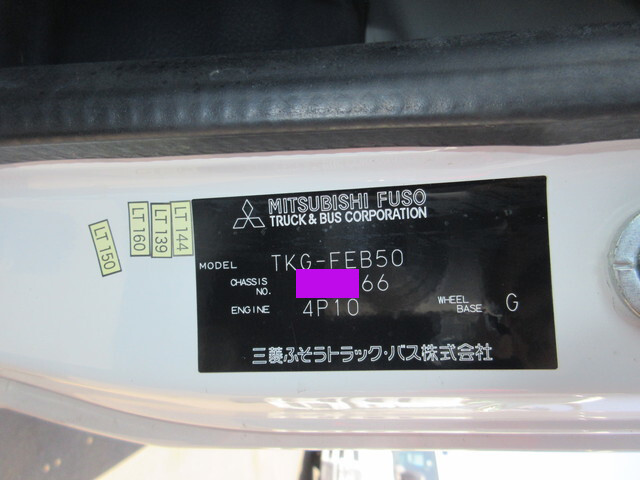 MITSUBISHI FUSO
TRUCK & BUS CORPORATION
MODEL TKG-FEB50
CHASSIS NO. 66
ENGINE 4P10 WHEEL BASE G
三菱ふそうトラック・バス株式会社
LT 150
LT 160
LT 139
LT 144